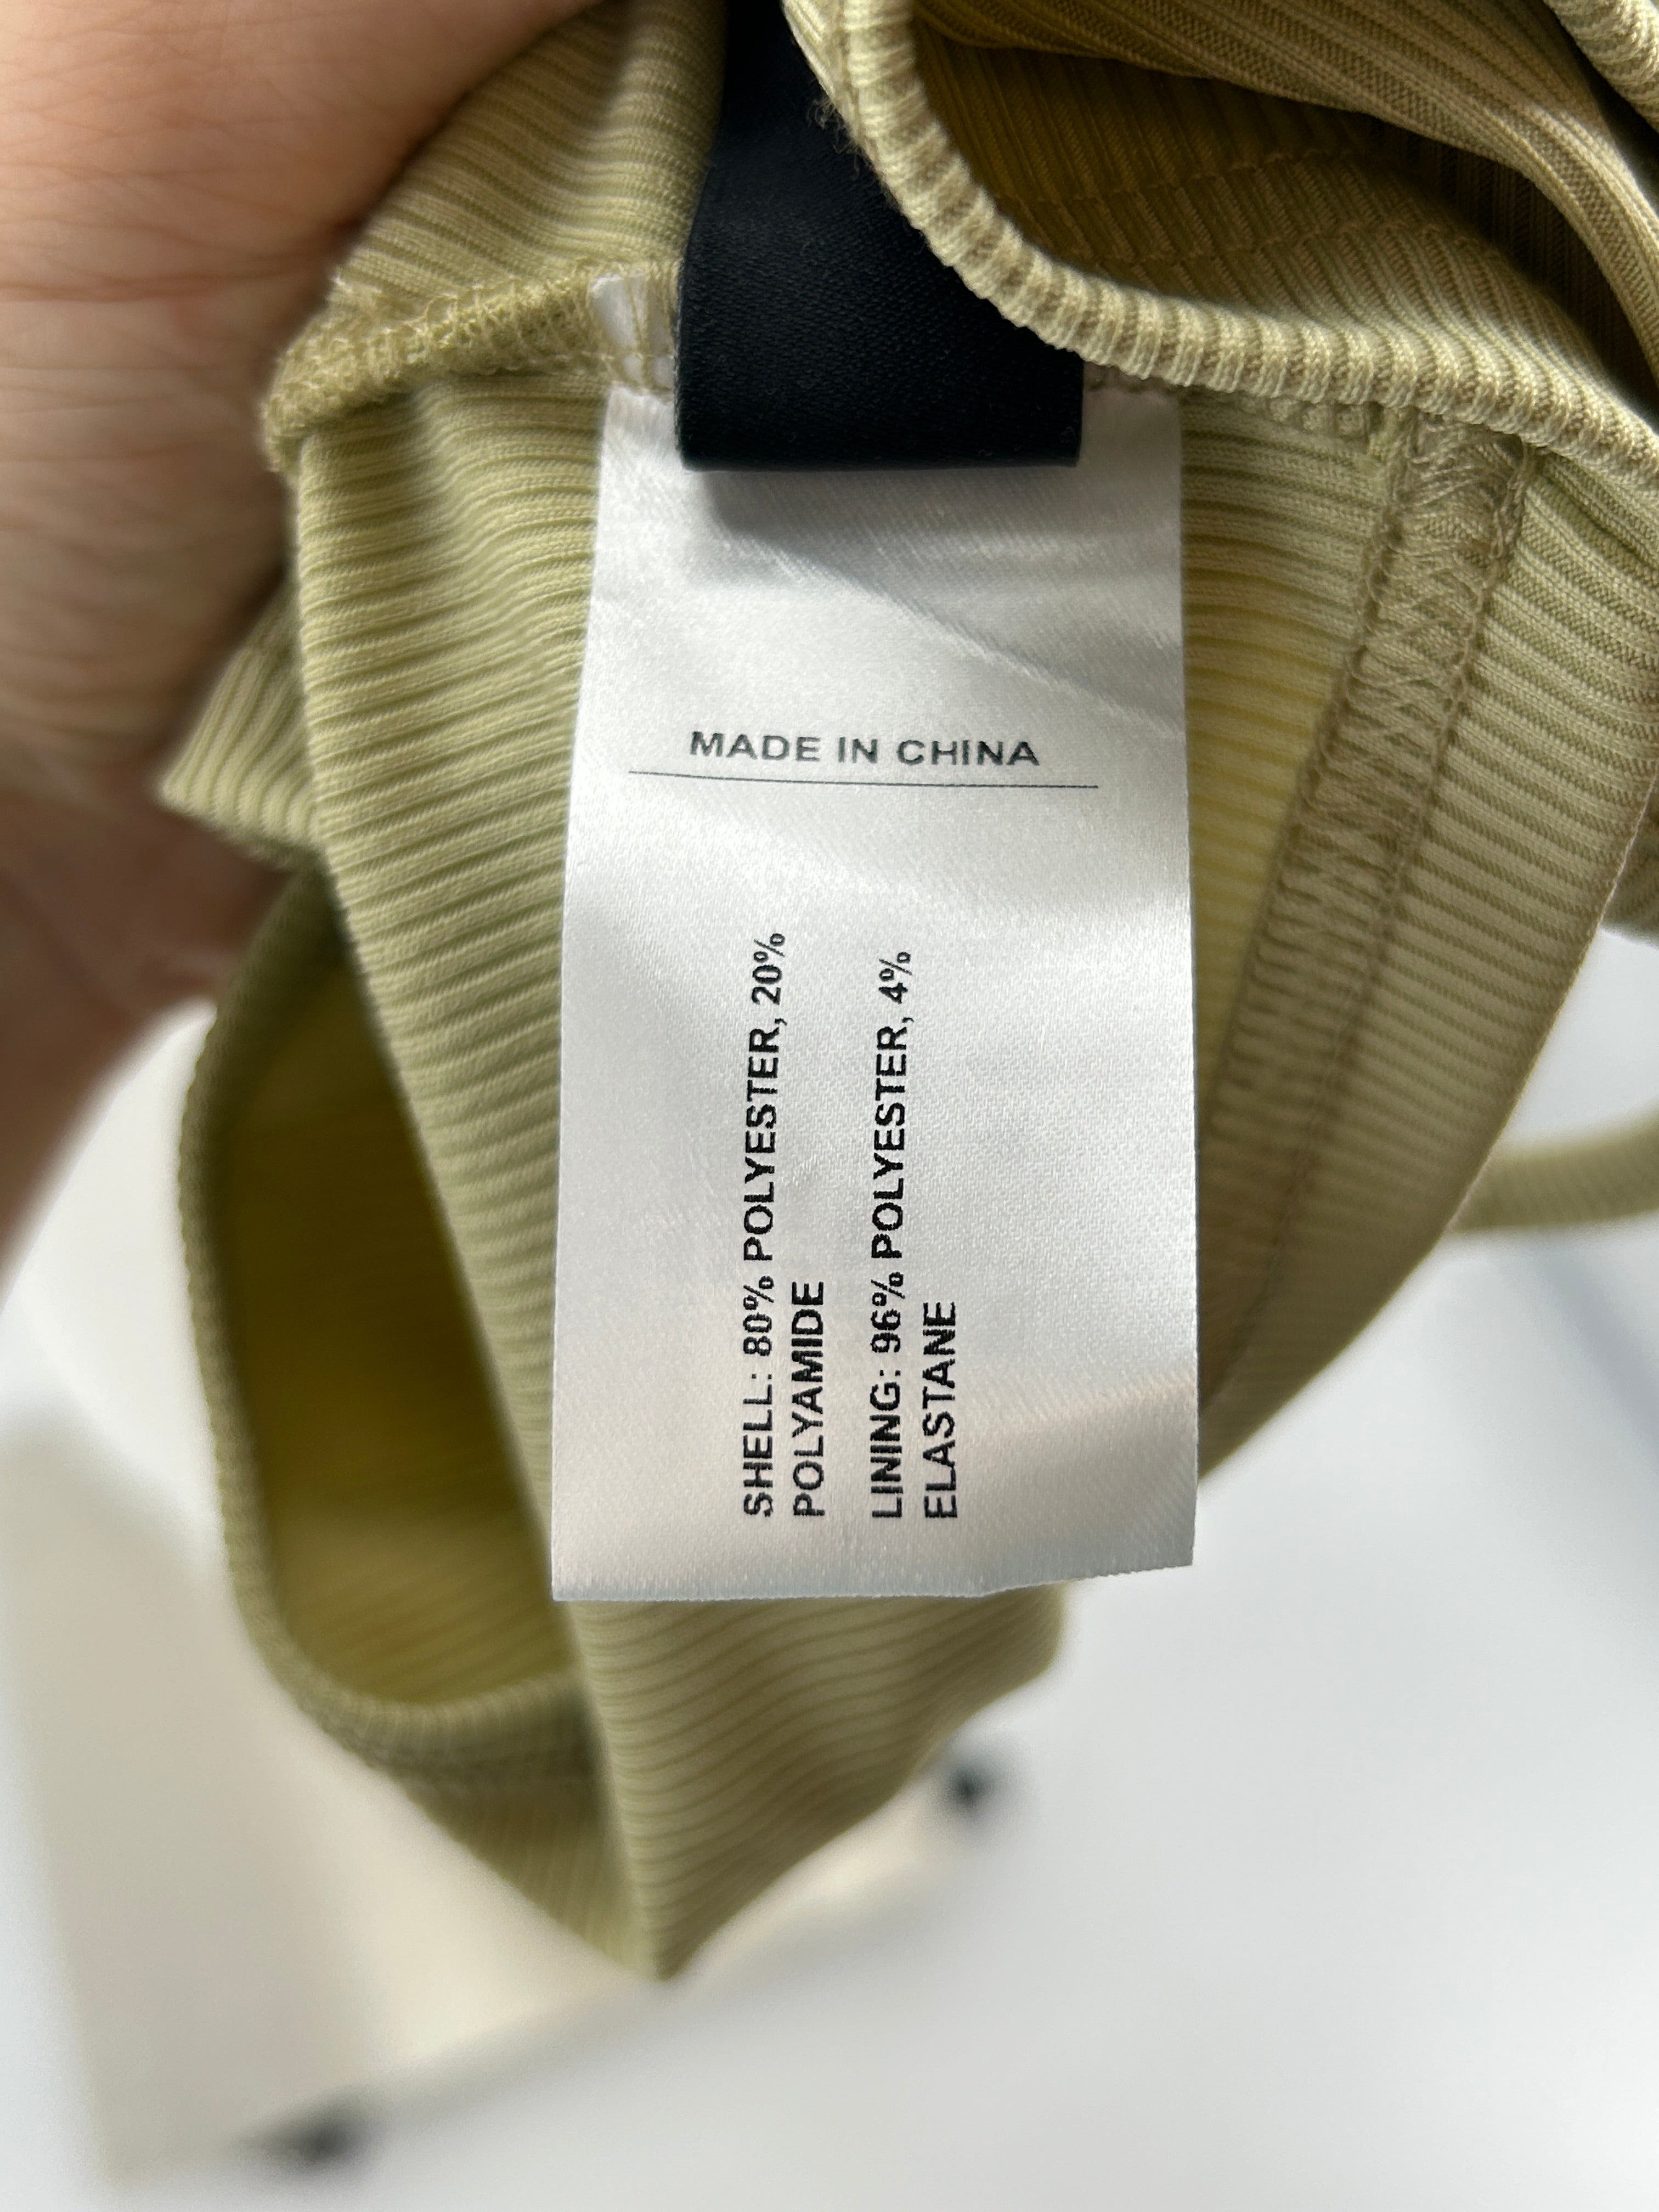 MADE IN CHINA
SHELL: 80% POLYESTER, 20%
POLYAMIDE
LINING: 96% POLYESTER, 4%
ELASTANE